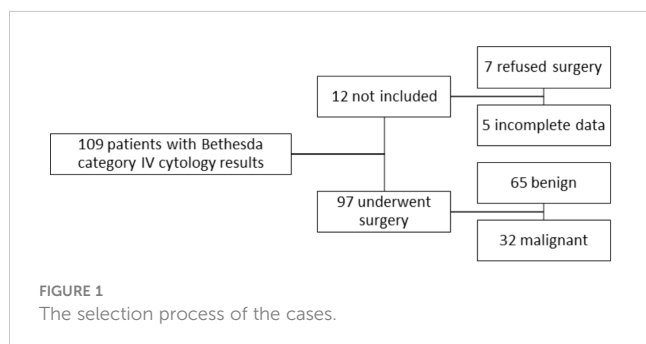 109 patients with Bethesda
category IV cytology results
12 not included
7 refused surgery
5 incomplete data
97 underwent
surgery
65 benign
32 malignant
FIGURE 1
The selection process of the cases.